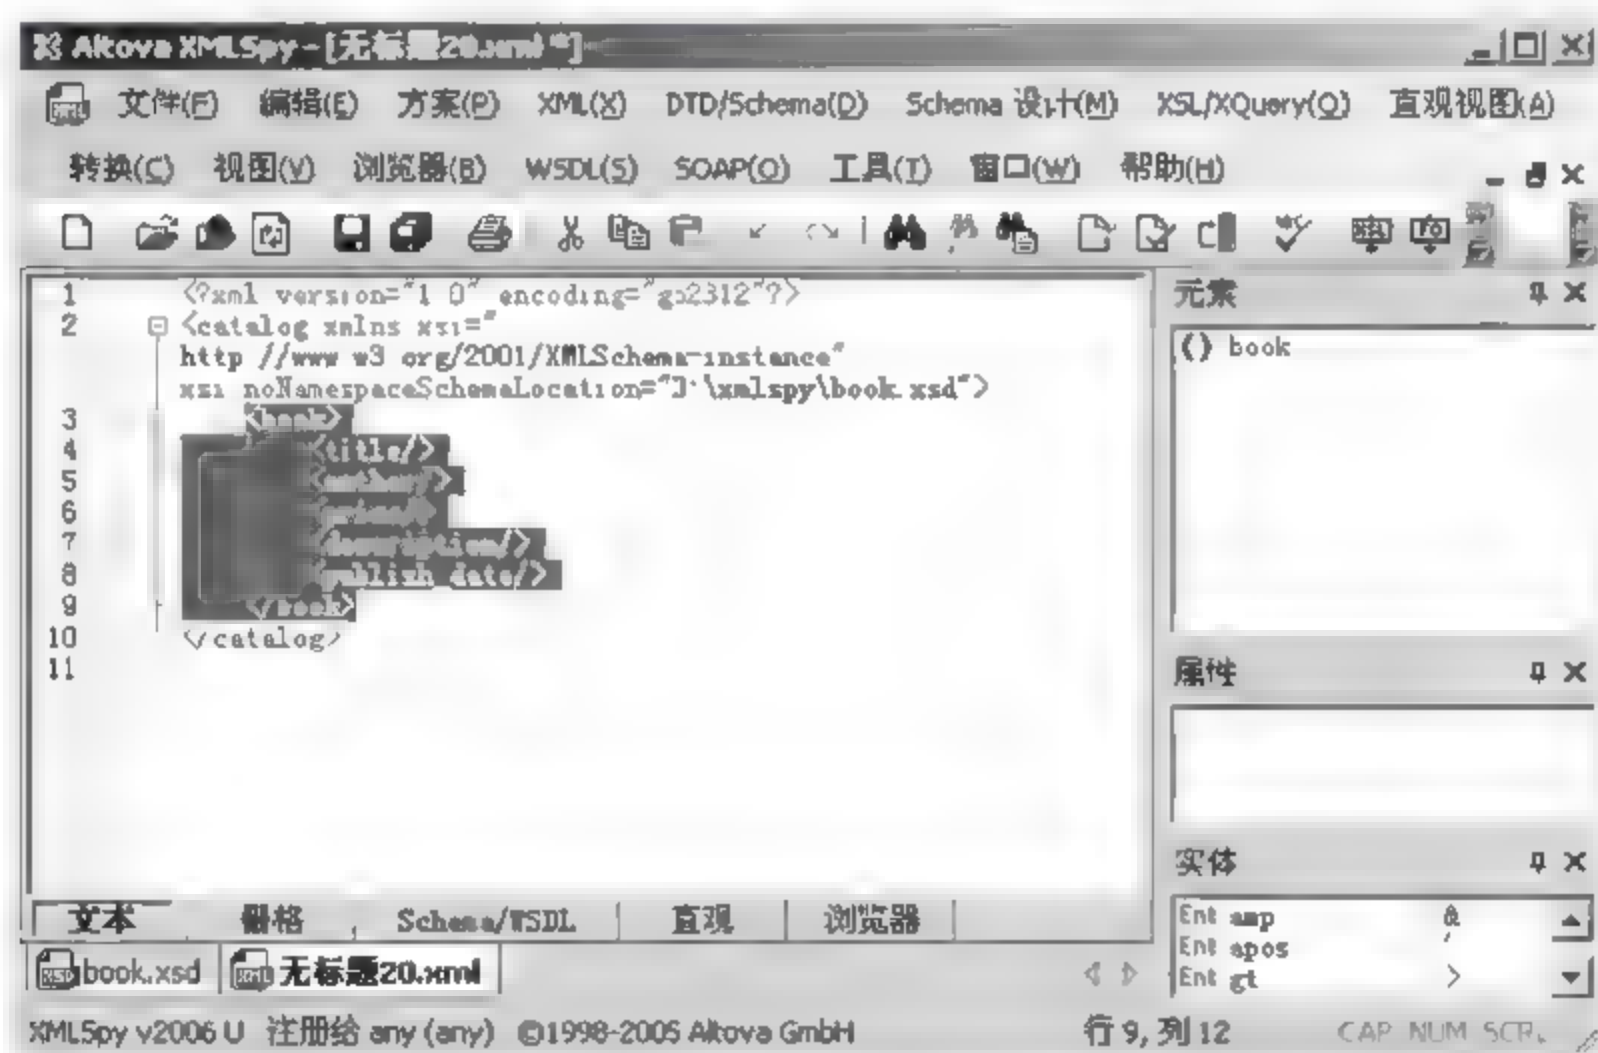 Altova XMLSpy - [无标题20.xml *]
文件(F) 编辑(E) 方案(P) XML(X) DTD/Schema(D) Schema 设计(M) XSL/XQuery(Q) 直观视图(A)
转换(C) 视图(V) 浏览器(B) WSDL(S) SOAP(O) 工具(T) 窗口(W) 帮助(H)
1 <?xml version="1 0" encoding="gb2312"?>
2 <catalog xmlns xsi="
http //www w3 org/2001/XMLSchema-instance"
xsi noNamespaceSchemaLocation="J:\xmlspy\book.xsd">
3 <book>
4 <title/>
5 <author/>
6
7 <description/>
8 <publish date/>
9 </book>
10 </catalog>
11
元素
() book
属性
实体
Ent amp &
Ent apos '
Ent gt >
文本 栅格 Schema/WSDL 直观 浏览器
book.xsd 无标题20.xml
XMLSpy v2006 U 注册给 any (any) ©1998-2005 Altova GmbH 行 9, 列 12 CAP NUM SCR